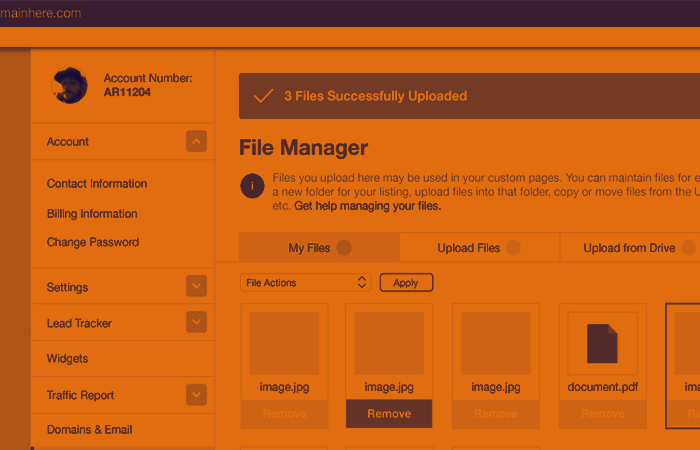 mainhere.com
Account Number:
AR11204
3 Files Successfully Uploaded
Account
File Manager
Contact Information
Billing Information
Change Password
i
Files you upload here may be used in your custom pages. You can maintain files for e
a new folder for your listing, upload files into that folder, copy or move files from the U
etc. Get help managing your files.
My Files
Upload Files
Upload from Drive
Settings
Lead Tracker
Widgets
Traffic Report
Domains & Email
File Actions
Apply
image.jpg
image.jpg
image.jpg
document.pdf
ima
Remove
Remove
Remove
Remove
Re